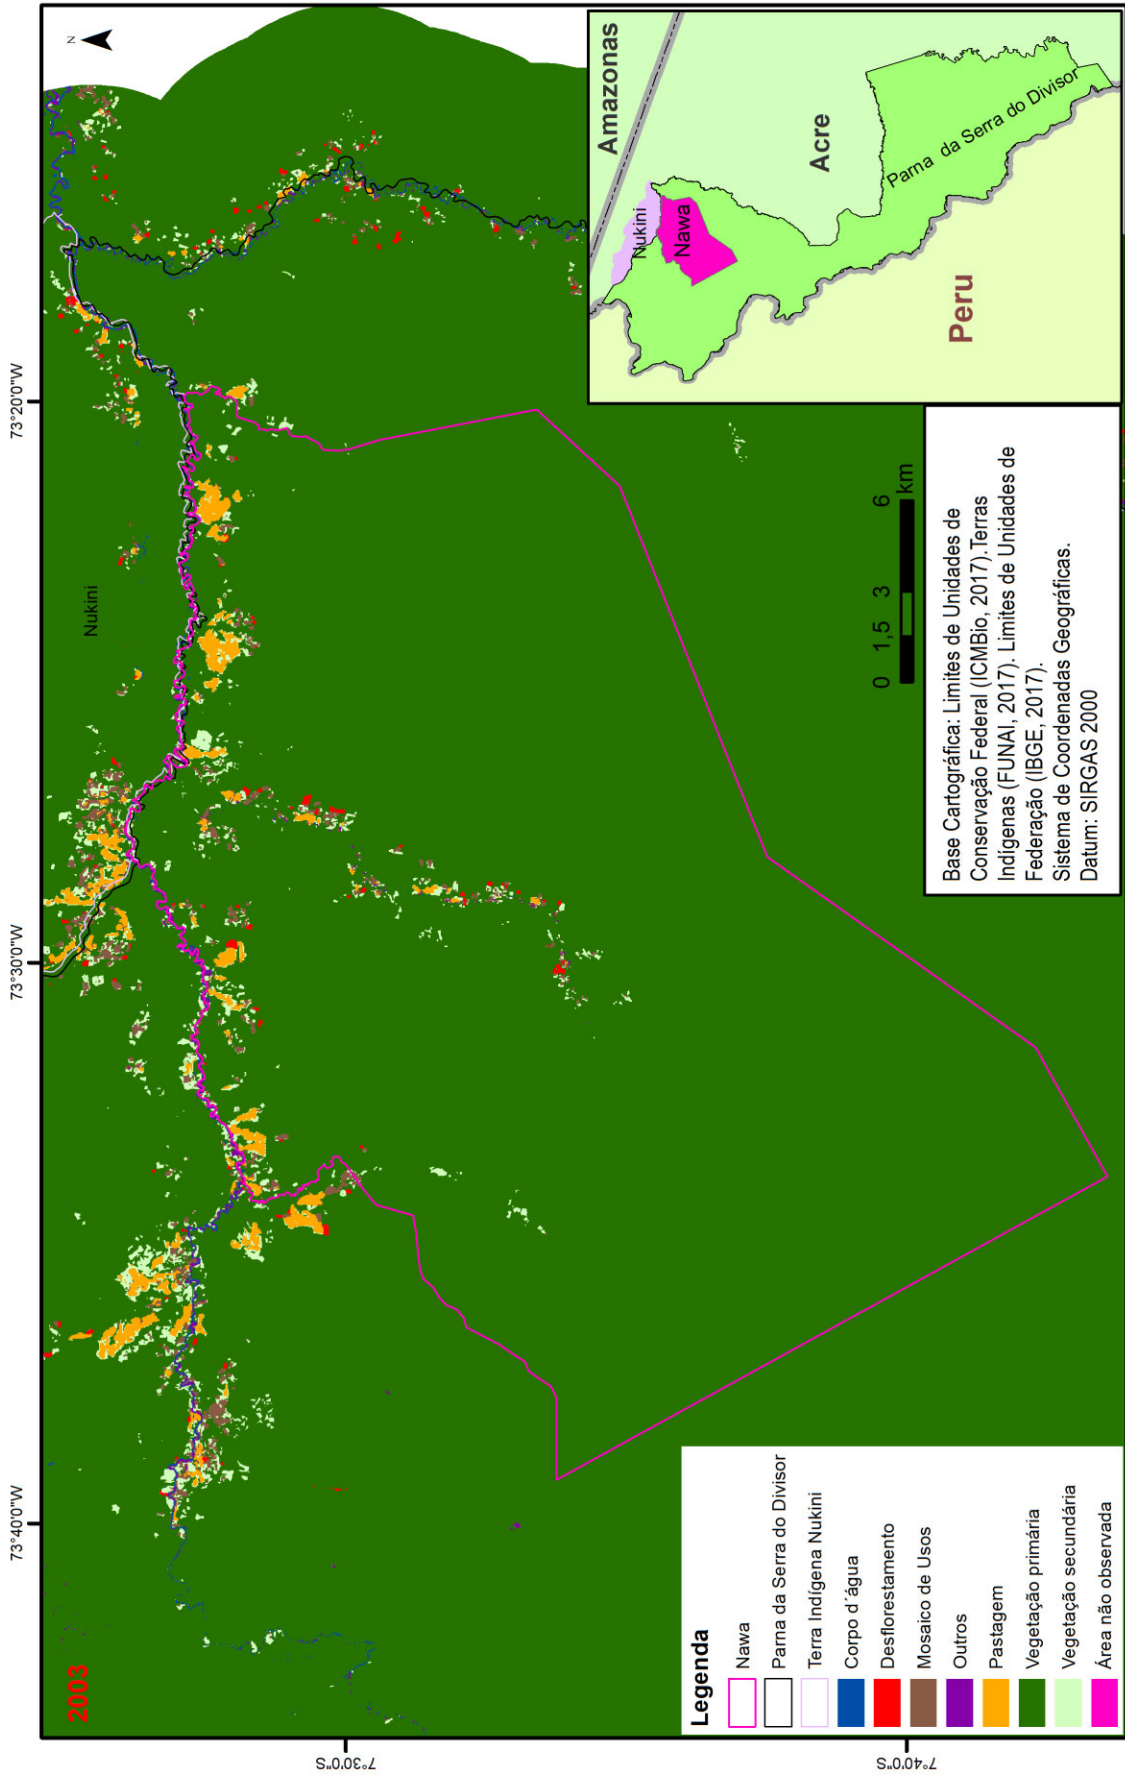 2003
73°40'0"W
73°30'0"W
73°20'0"W
7°30'0"S
7°40'0"S
N
Nukini
Legenda
Nawa
Parna da Serra do Divisor
Terra Indígena Nukini
Corpo d´água
Desflorestamento
Mosaico de Usos
Outros
Pastagem
Vegetação primária
Vegetação secundária
Área não observada
0 1,5 3 6
km
Base Cartográfica: Limites de Unidades de
Conservação Federal (ICMBio, 2017).Terras
Indígenas (FUNAI, 2017). Limites de Unidades de
Federação (IBGE, 2017).
Sistema de Coordenadas Geográficas.
Datum: SIRGAS 2000
Amazonas
Nukini
Nawa
Acre
Parna da Serra do Divisor
Peru